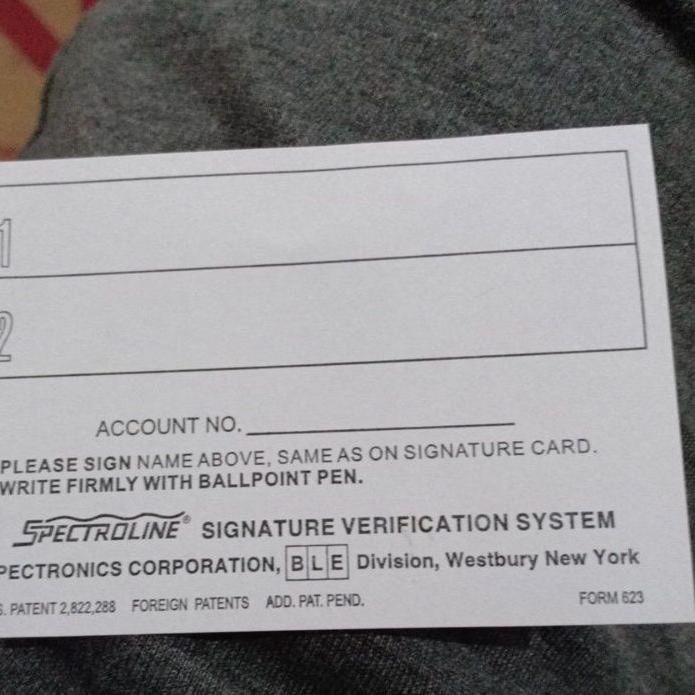 1
2
ACCOUNT NO.
PLEASE SIGN NAME ABOVE, SAME AS ON SIGNATURE CARD.
WRITE FIRMLY WITH BALLPOINT PEN.
SPECTROLINE® SIGNATURE VERIFICATION SYSTEM
PECTRONICS CORPORATION, BLE Division, Westbury New York
S. PATENT 2,822,288 FOREIGN PATENTS ADD. PAT. PEND. FORM 623